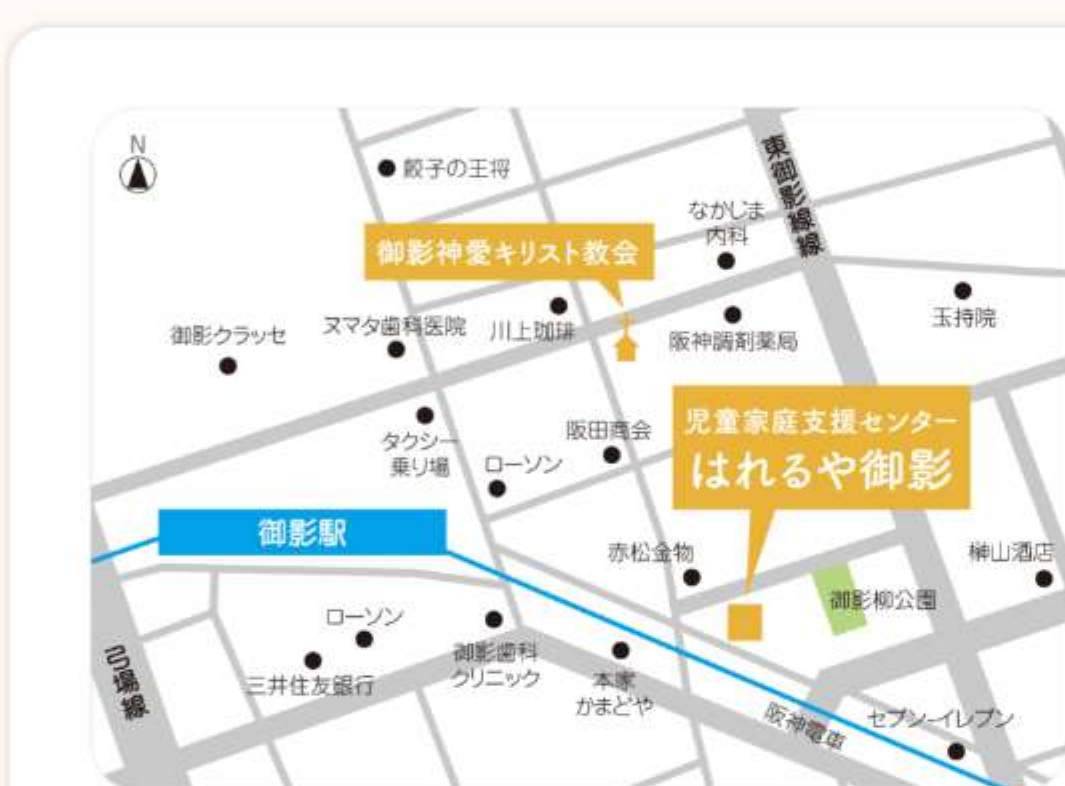 N
餃子の王将
東御影線線
なかじま
内科
御影神愛キリスト教会
玉持院
御影クラッセ
ヌマタ歯科医院
川上珈琲
阪神調剤薬局
児童家庭支援センター
はれるや御影
タクシー
乗り場
阪田商会
ローソン
御影駅
赤松金物
榊山酒店
御影柳公園
ローソン
三井住友銀行
御影歯科
クリニック
本家
かまどや
弓場線
阪神電車
セブン-イレブン